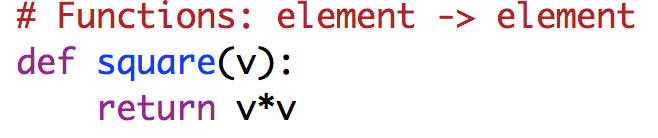 # Functions: element -> element
def square(v):
    return v*v